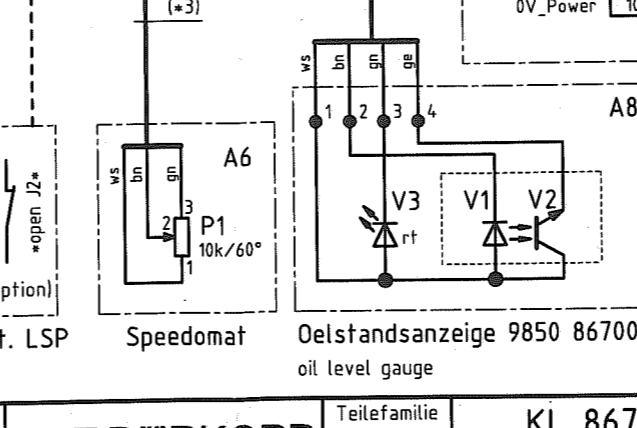 (*3)
0V_Power
ws
bn
gn
ge
1
2
3
4
A8
ws
bn
gn
A6
3
2
P1
10k/60°
1
*open J2*
V3
rt
V1
V2
ption)
t. LSP
Speedomat
Oelstandsanzeige 9850 86700
oil level gauge
Teilefamilie
KL 867